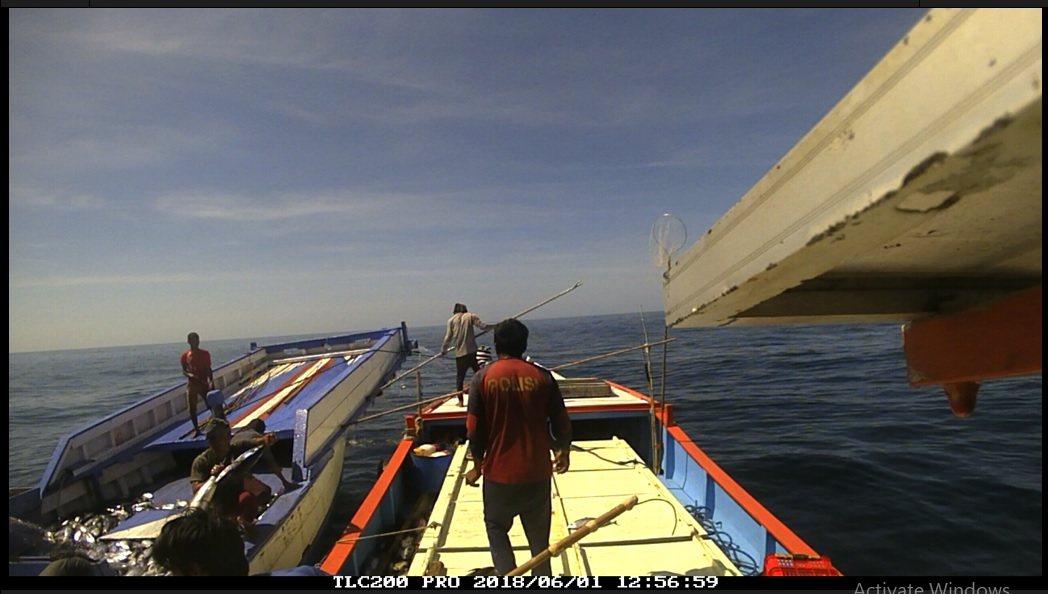 POLISI
TLC200 PRO 2018/06/01 12:56:59
Activate Windows